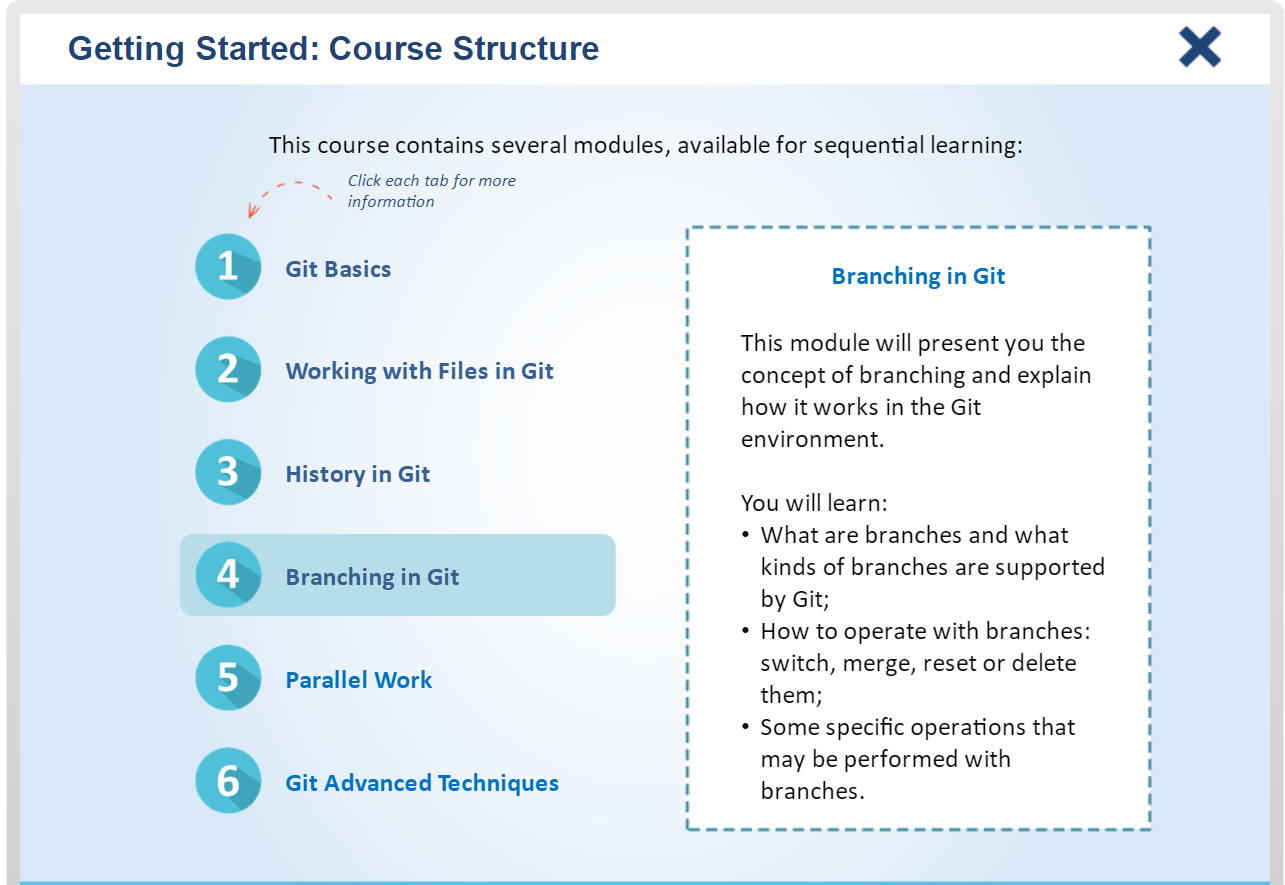 Getting Started: Course Structure
This course contains several modules, available for sequential learning:
Click each tab for more
information
1 Git Basics
2 Working with Files in Git
3 History in Git
4 Branching in Git
5 Parallel Work
6 Git Advanced Techniques
Branching in Git
This module will present you the
concept of branching and explain
how it works in the Git
environment.
You will learn:
• What are branches and what
kinds of branches are supported
by Git;
• How to operate with branches:
switch, merge, reset or delete
them;
• Some specific operations that
may be performed with
branches.